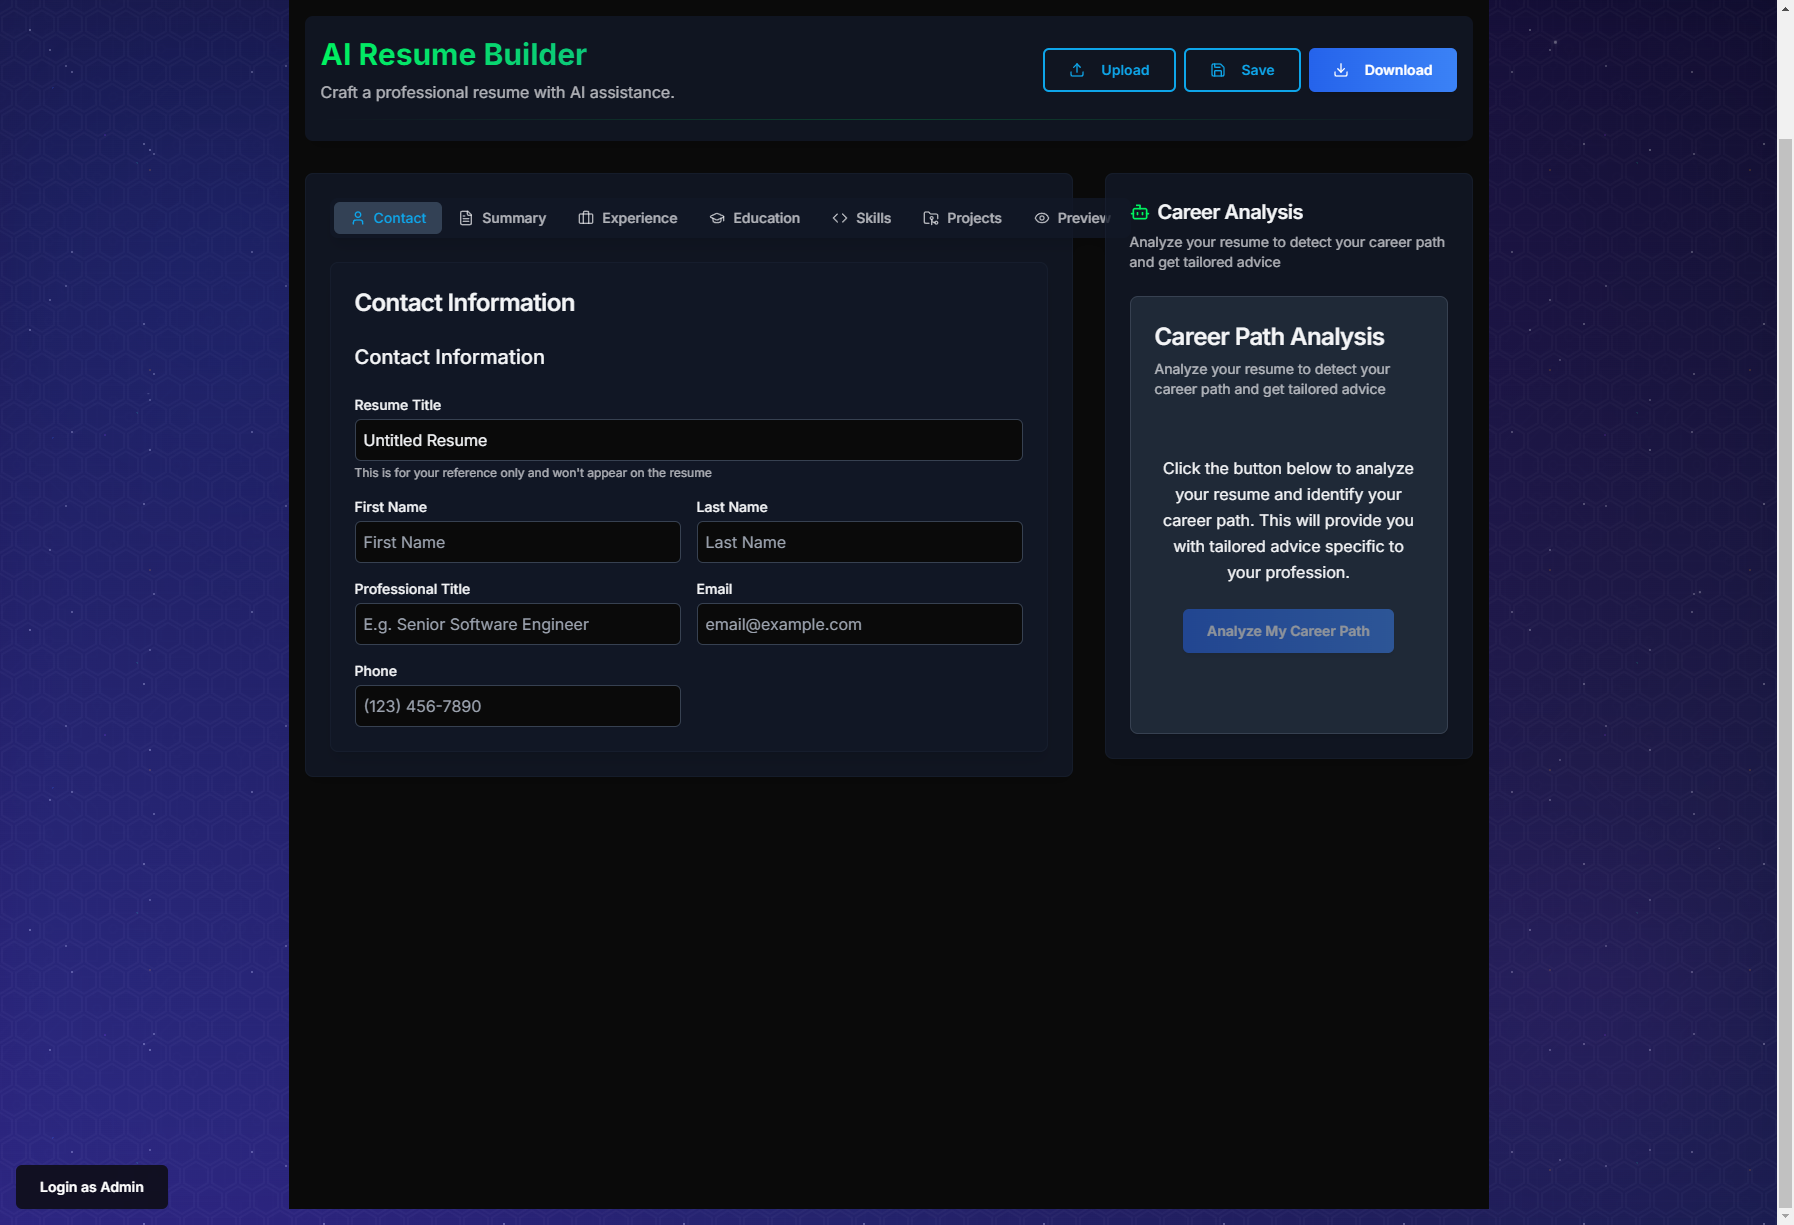 AI Resume Builder
Craft a professional resume with AI assistance.
Upload
Save
Download
Contact
Summary
Experience
Education
Skills
Projects
Preview
Contact Information
Contact Information
Resume Title
Untitled Resume
This is for your reference only and won't appear on the resume
First Name
Last Name
First Name
Last Name
Professional Title
Email
E.g. Senior Software Engineer
email@example.com
Phone
(123) 456-7890
Career Analysis
Analyze your resume to detect your career path
and get tailored advice
Career Path Analysis
Analyze your resume to detect your
career path and get tailored advice
Click the button below to analyze
your resume and identify your
career path. This will provide you
with tailored advice specific to
your profession.
Analyze My Career Path
Login as Admin